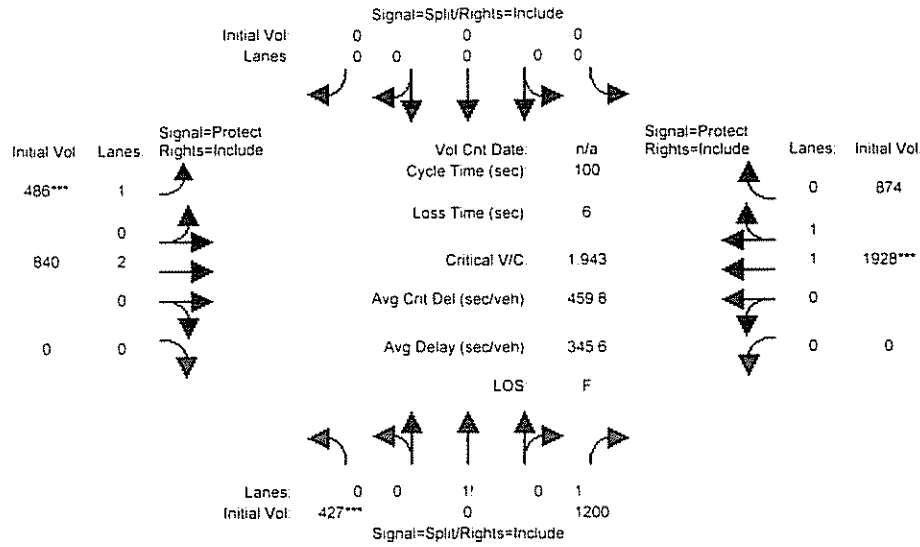 Signal=Split/Rights=Include
Initial Vol: 0 0 0
Lanes: 0 0 0 0 0
Signal=Protect
Rights=Include
Initial Vol Lanes:
486*** 1
0
840 2
0
0 0
Vol Cnt Date: n/a
Cycle Time (sec): 100
Loss Time (sec): 6
Critical V/C: 1.943
Avg Crit Del (sec/veh): 459.8
Avg Delay (sec/veh): 345.6
LOS: F
Signal=Protect
Rights=Include
Lanes: Initial Vol:
0 874
1
1 1928***
0
0 0
Lanes: 0 0 1! 0 1
Initial Vol: 427*** 0 1200
Signal=Split/Rights=Include